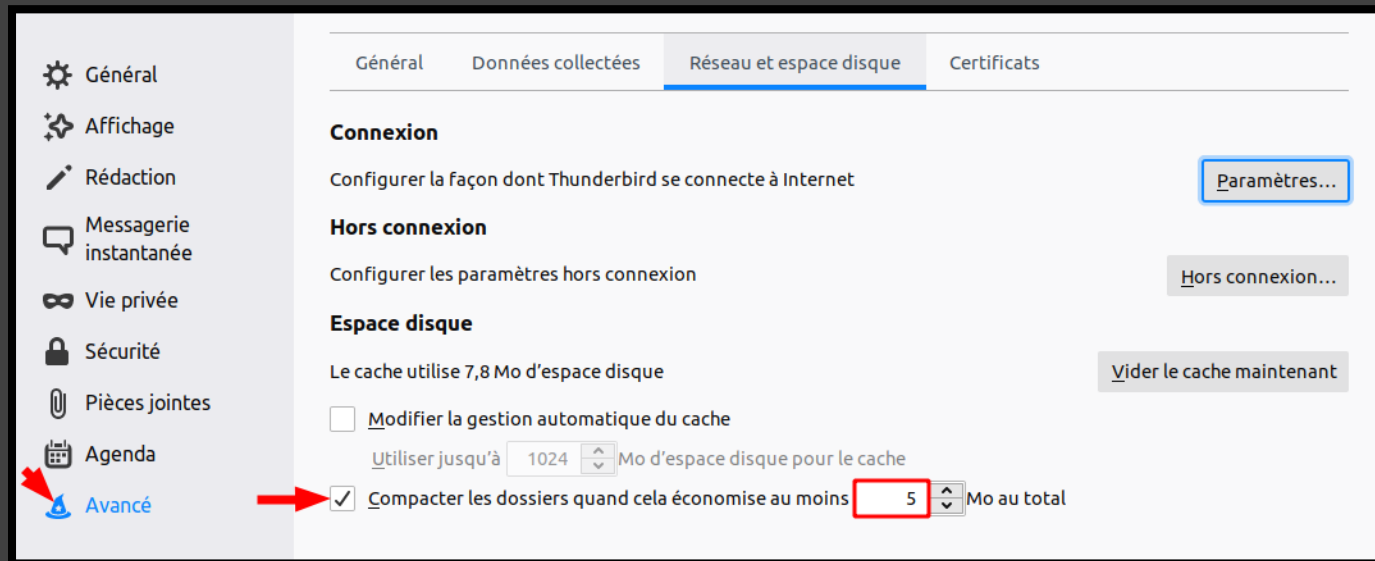 Général
Affichage
Rédaction
Messagerie
instantanée
Vie privée
Sécurité
Pièces jointes
Agenda
Avancé
Général Données collectées Réseau et espace disque Certificats
Connexion
Configurer la façon dont Thunderbird se connecte à Internet Paramètres...
Hors connexion
Configurer les paramètres hors connexion Hors connexion...
Espace disque
Le cache utilise 7,8 Mo d'espace disque Vider le cache maintenant
Modifier la gestion automatique du cache
Utiliser jusqu'à 1024 Mo d'espace disque pour le cache
Compacter les dossiers quand cela économise au moins 5 Mo au total